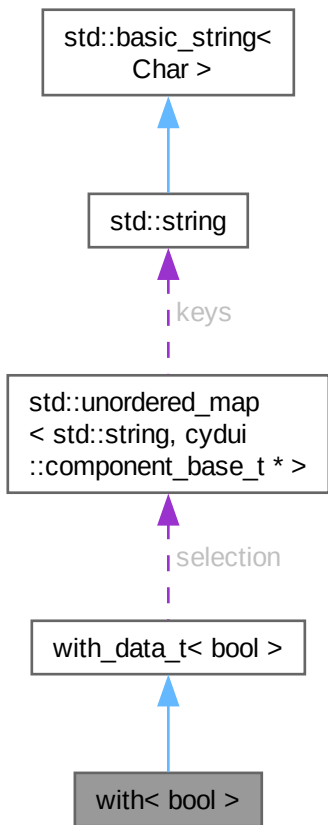 std::basic_string<
Char >
std::string
keys
std::unordered_map
< std::string, cydui
::component_base_t * >
selection
with_data_t< bool >
with< bool >